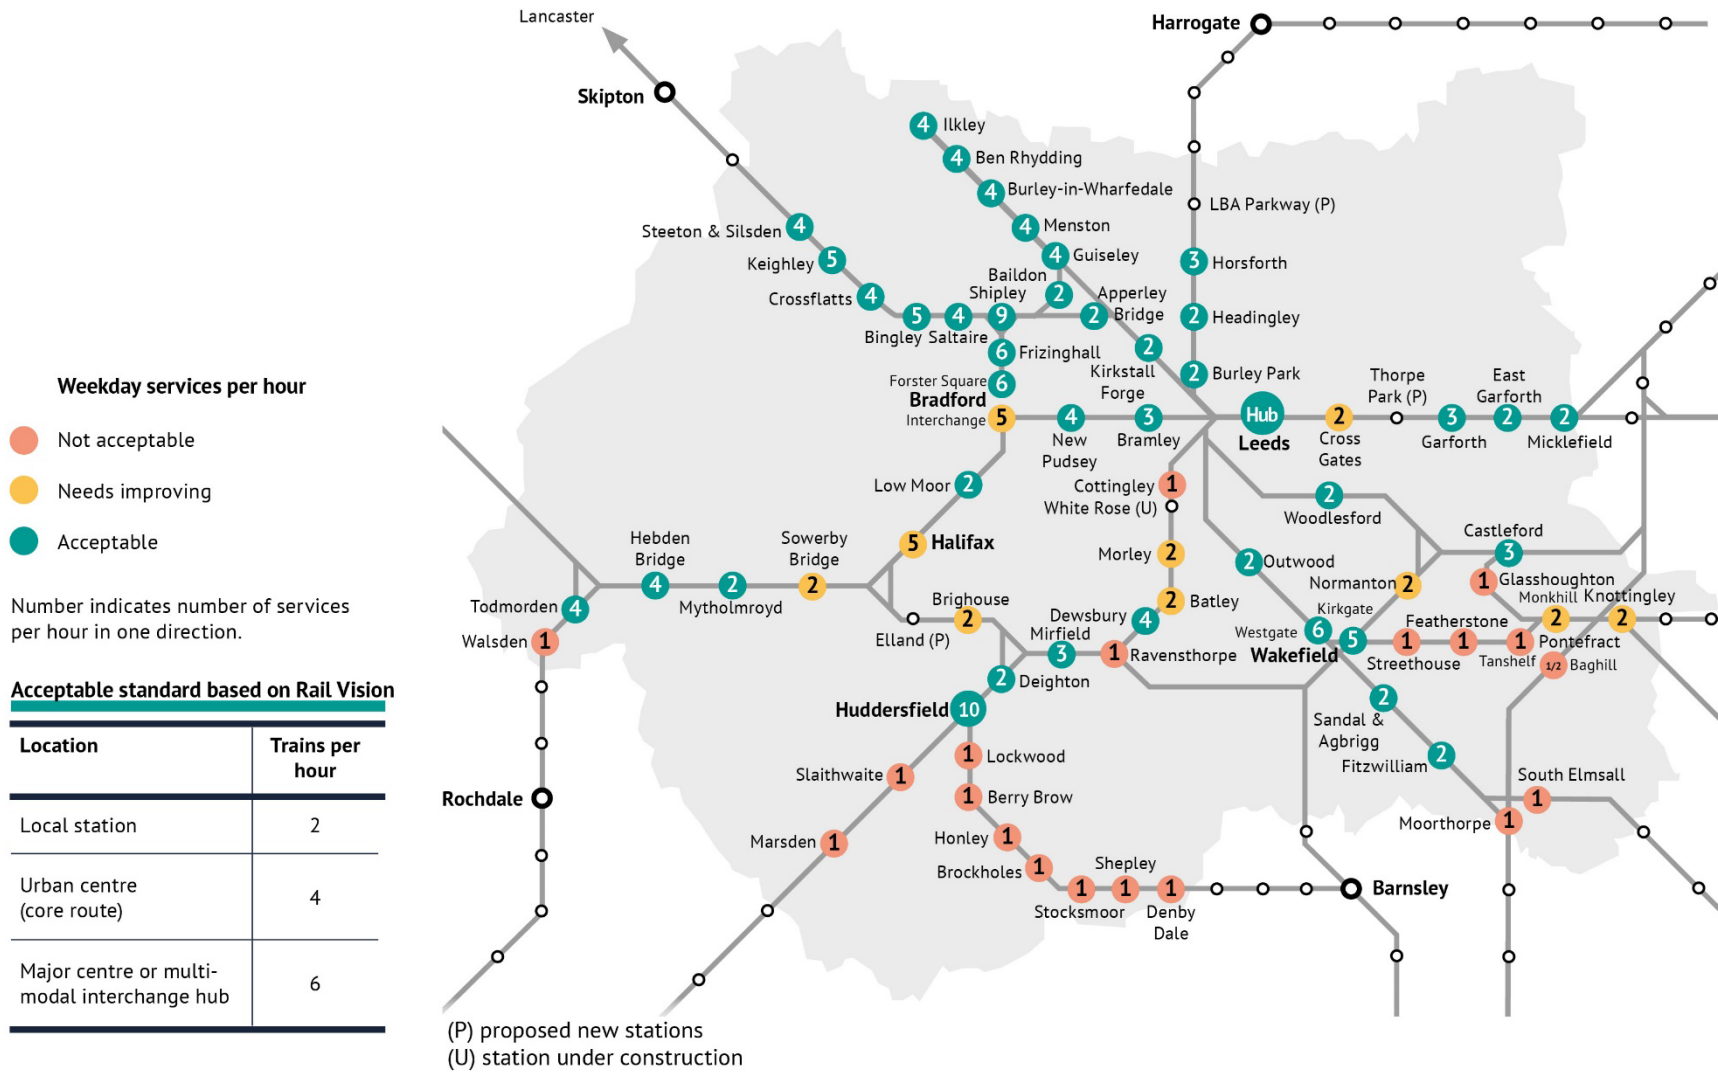 Lancaster
Skipton
Harrogate
4 Ilkley
4 Ben Rhydding
4 Burley-in-Wharfedale
4 Menston
4 Guiseley
LBA Parkway (P)
Steeton & Silsden 4
Keighley 5
Crossflatts 4
Baildon
2
Shipley
9
Apperley
Bridge
2
3 Horsforth
5 4
Bingley Saltaire
2 Headingley
6 Frizinghall
2
Kirkstall
Forge
2 Burley Park
Forster Square 6
Bradford
Interchange 5
4
New
Pudsey
3
Bramley
Hub
Leeds
2
Cross
Gates
Thorpe
Park (P)
3
Garforth
East
Garforth
2
2
Micklefield
Low Moor 2
Cottingley 1
White Rose (U)
2
Woodlesford
Castleford
3
5 Halifax
Morley 2
Outwood
2
1 Glasshoughton
Hebden
Bridge
4
2
Mytholmroyd
Sowerby
Bridge
2
Normanton 2
Monkhill
2
Knottingley
2
Todmorden 4
Walsden 1
Elland (P)
Brighouse
2
2 Batley
Dewsbury
4
Mirfield
3
1 Ravensthorpe
Westgate 6
Kirkgate
5
Wakefield
1
Streethouse
Featherstone
1
1
Tanshelf
Pontefract
1/2 Baghill
2
Deighton
Huddersfield 10
2
Sandal &
Agbrigg
2
Fitzwilliam
1 Lockwood
Slaithwaite 1
1 Berry Brow
South Elmsall
1
Moorthorpe 1
Rochdale
Marsden 1
Honley 1
Brockholes 1
1
Stocksmoor
Shepley
1
1
Denby
Dale
Barnsley
Weekday services per hour
Not acceptable
Needs improving
Acceptable
Number indicates number of services
per hour in one direction.
Acceptable standard based on Rail Vision
Location
Trains per
hour
Local station
2
Urban centre
(core route)
4
Major centre or multi-
modal interchange hub
6
(P) proposed new stations
(U) station under construction